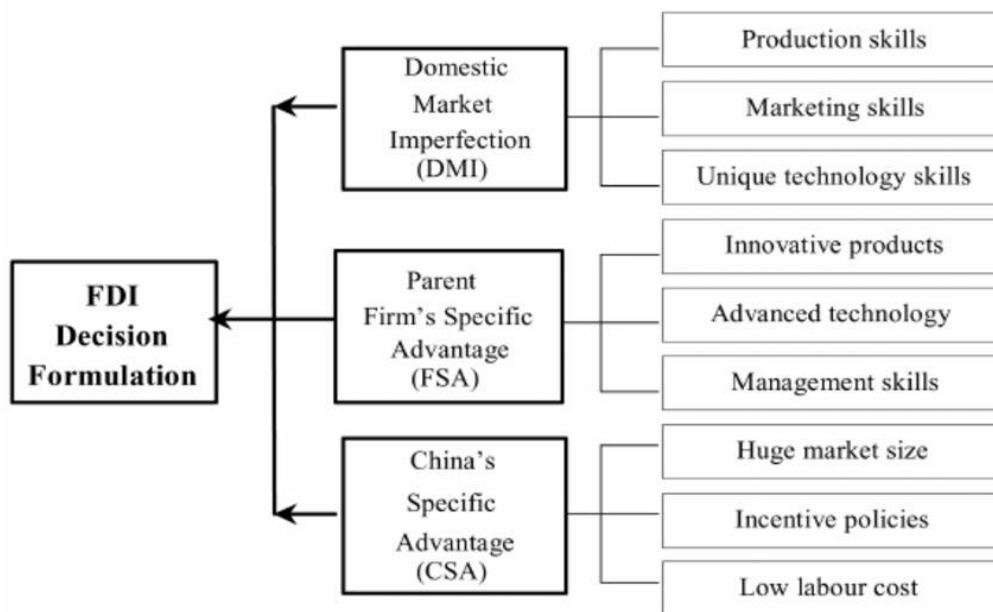 FDI
Decision
Formulation
Domestic
Market
Imperfection
(DMI)
Production skills
Marketing skills
Unique technology skills
Parent
Firm's Specific
Advantage
(FSA)
Innovative products
Advanced technology
Management skills
China's
Specific
Advantage
(CSA)
Huge market size
Incentive policies
Low labour cost